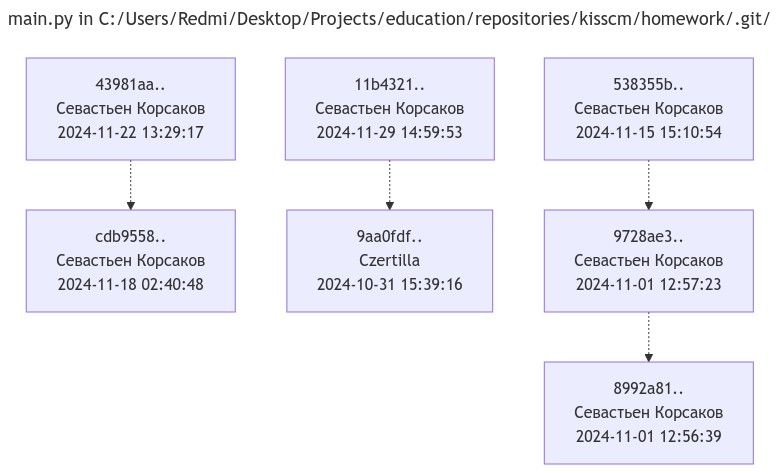 main.py in C:/Users/Redmi/Desktop/Projects/education/repositories/kisscm/homework/.git/
43981aa..
Севастьен Корсаков
2024-11-22 13:29:17
11b4321..
Севастьен Корсаков
2024-11-29 14:59:53
538355b..
Севастьен Корсаков
2024-11-15 15:10:54
cdb9558..
Севастьен Корсаков
2024-11-18 02:40:48
9aa0fdf..
Czertilla
2024-10-31 15:39:16
9728ae3..
Севастьен Корсаков
2024-11-01 12:57:23
8992a81..
Севастьен Корсаков
2024-11-01 12:56:39